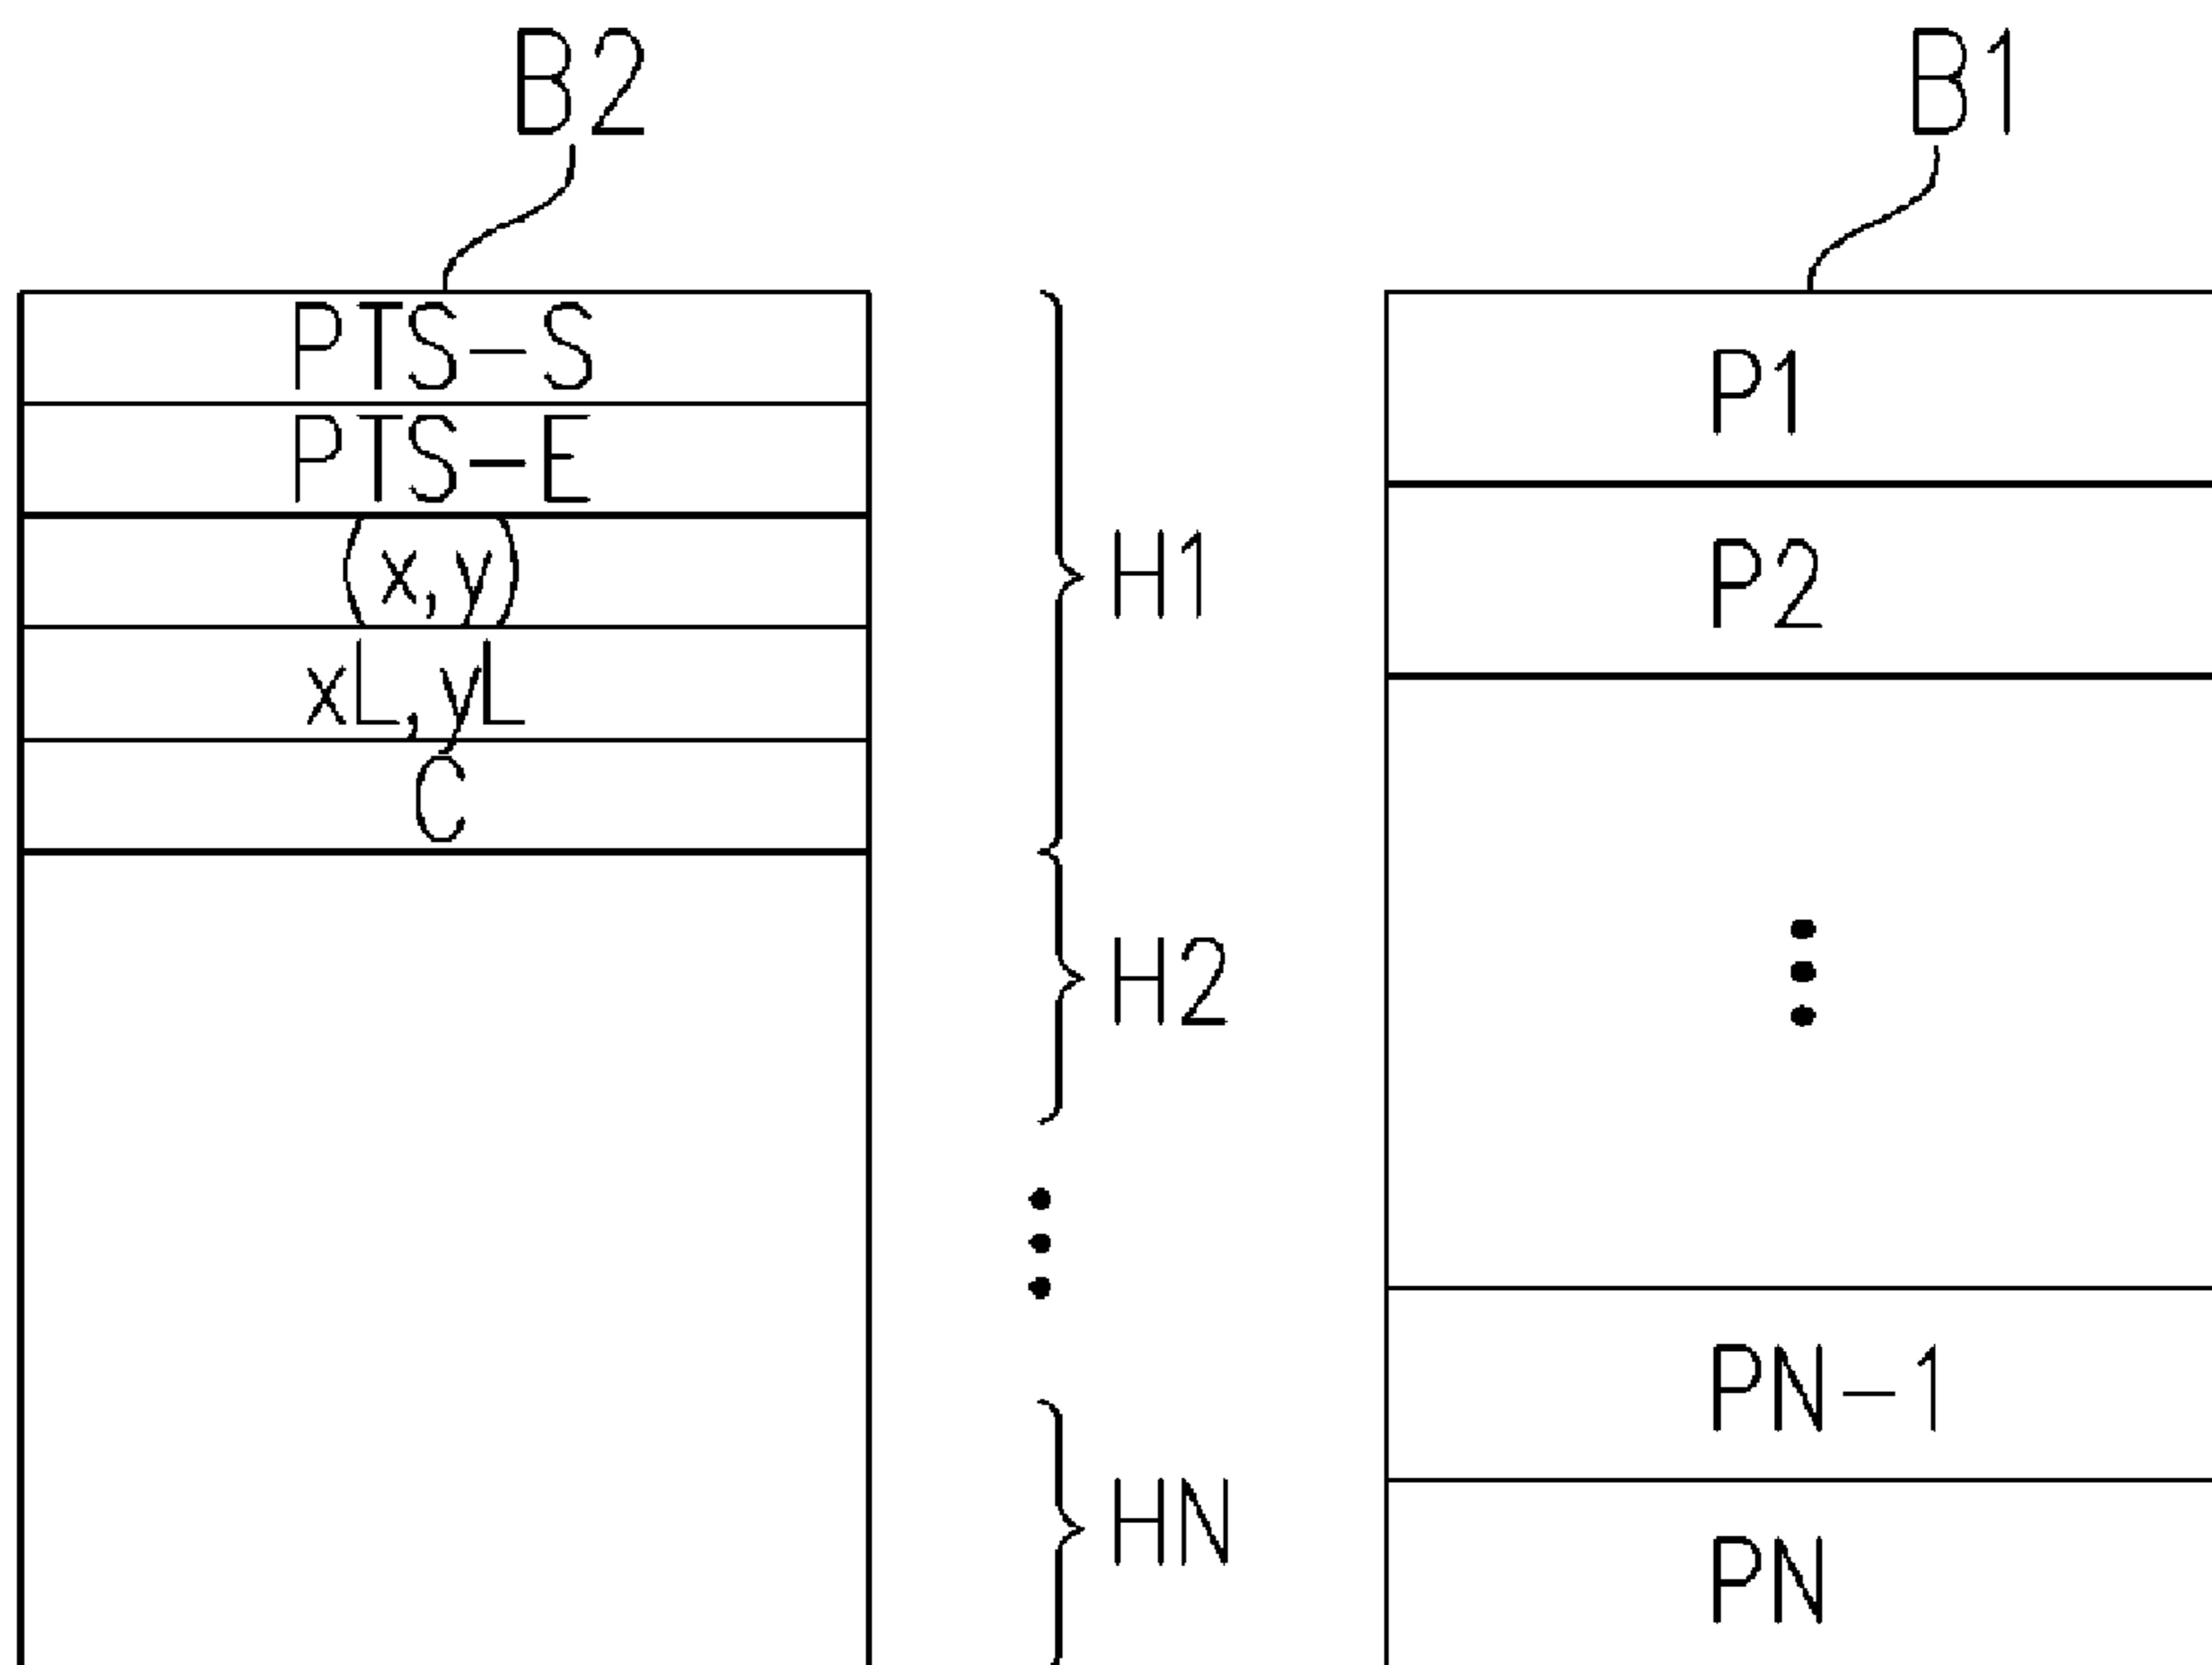 B2
B1
PTS-S
PTS-E
(x,y)
xL,yL
C
H1
H2
HN
P1
P2
PN-1
PN